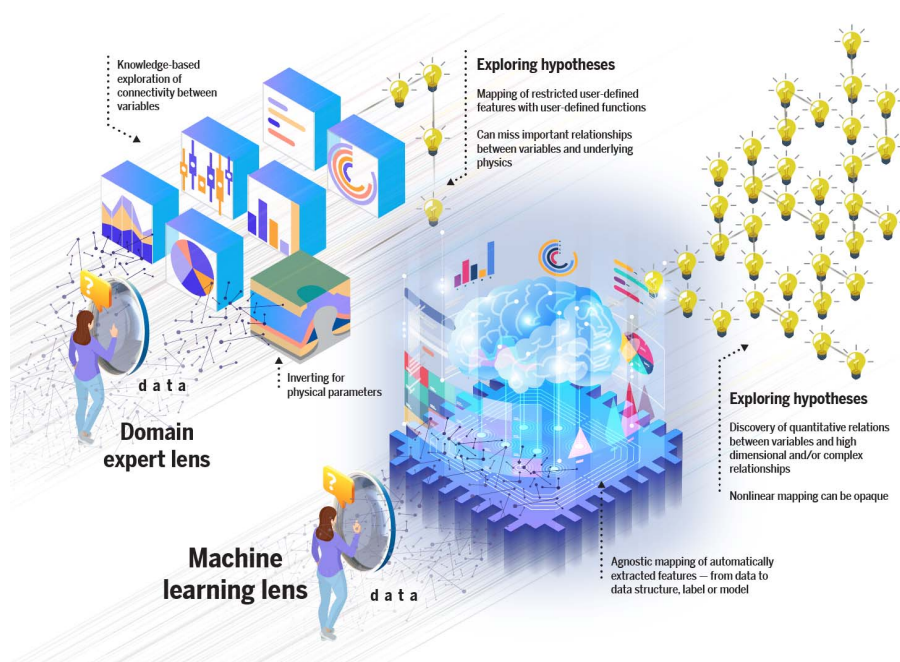 Knowledge-based
exploration of
connectivity between
variables
Exploring hypotheses
Mapping of restricted user-defined
features with user-defined functions
Can miss important relationships
between variables and underlying
physics
?
data
Domain
expert lens
Inverting for
physical parameters
Exploring hypotheses
Discovery of quantitative relations
between variables and high
dimensional and/or complex
relationships
Nonlinear mapping can be opaque
?
Machine
learning lens
data
Agnostic mapping of automatically
extracted features — from data to
data structure, label or model